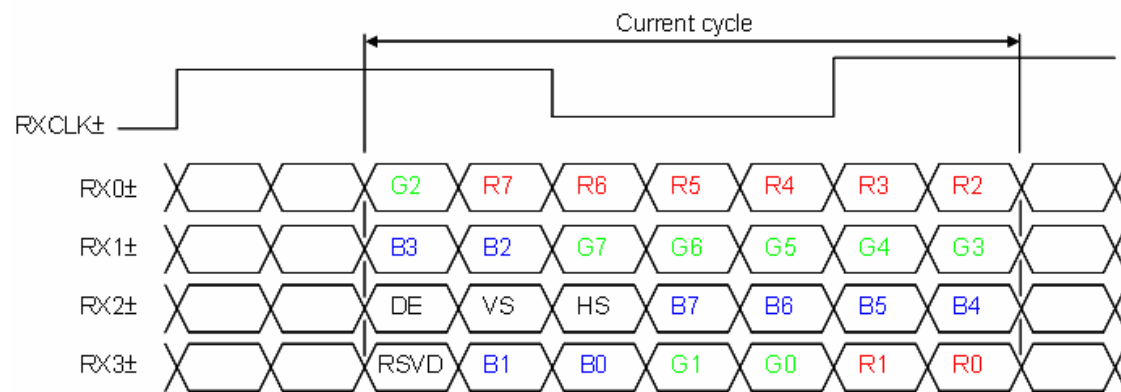 Current cycle
RXCLK±
RX0± G2 R7 R6 R5 R4 R3 R2
RX1± B3 B2 G7 G6 G5 G4 G3
RX2± DE VS HS B7 B6 B5 B4
RX3± RSVD B1 B0 G1 G0 R1 R0